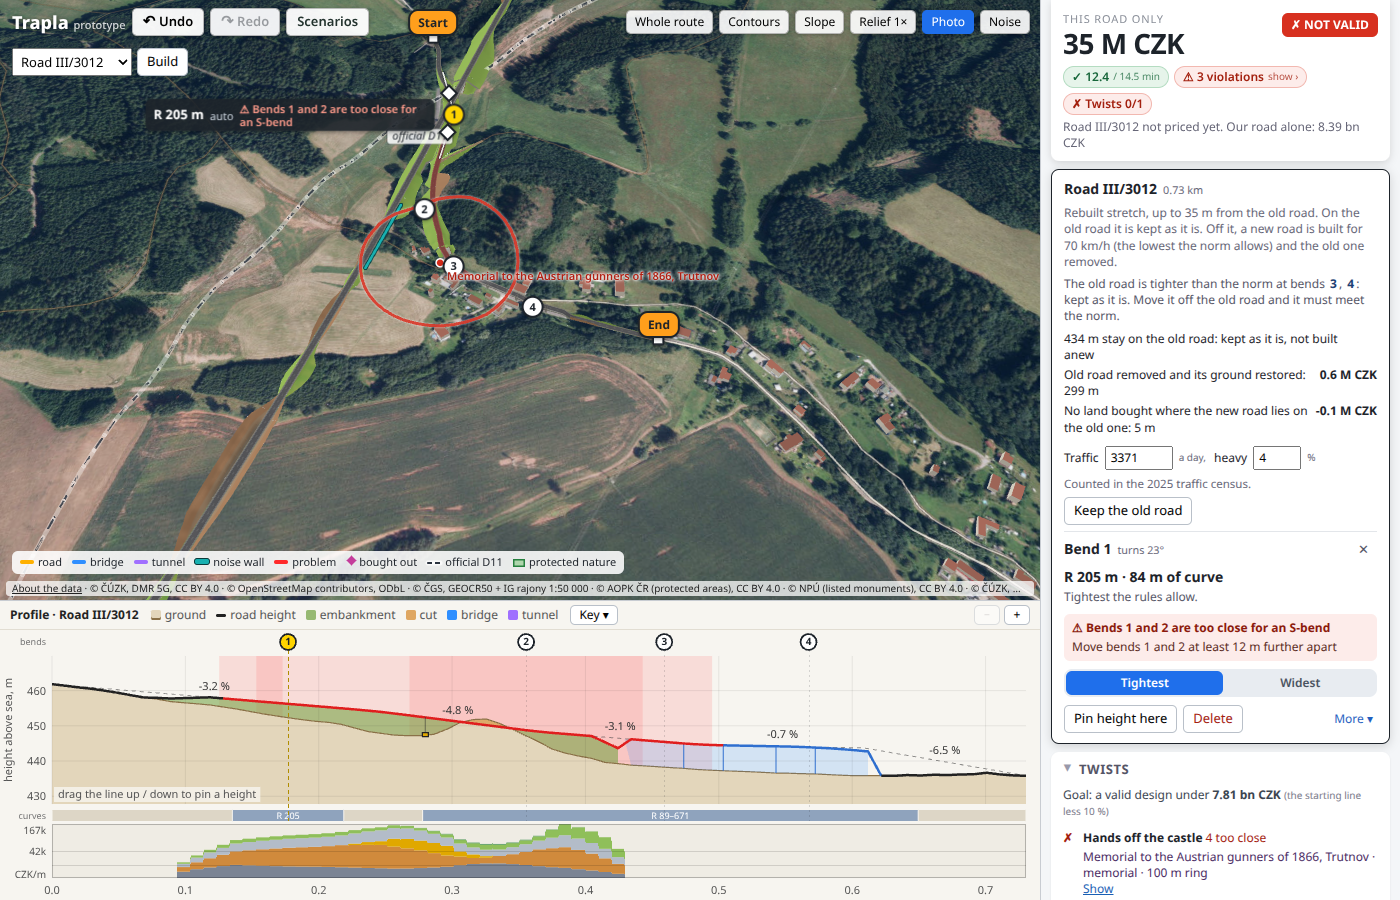 Trapla prototype
↶ Undo
↷ Redo
Scenarios
Start
Whole route
Contours
Slope
Relief 1×
Photo
Noise
Road III/3012
Build
R 205 m auto ⚠ Bends 1 and 2 are too close for an S-bend
1
official D11
2
3
Memorial to the Austrian gunners of 1866, Trutnov
4
End
road
bridge
tunnel
noise wall
problem
bought out
official D11
protected nature
About the data · © ČÚZK, DMR 5G, CC BY 4.0 · © OpenStreetMap contributors, ODbL · © ČGS, GEOCR50 + IG rajony 1:50 000 · © AOPK ČR (protected areas), CC BY 4.0 · © NPÚ (listed monuments), CC BY 4.0 · © ČÚZK, ...
Profile · Road III/3012
ground
road height
embankment
cut
bridge
tunnel
Key ▾
−
+
bends
1
2
3
4
height above sea, m
460
450
440
430
-3.2 %
-4.8 %
-3.1 %
-0.7 %
-6.5 %
drag the line up / down to pin a height
curves
R 205
R 89–671
167k
42k
CZK/m
0.0
0.1
0.2
0.3
0.4
0.5
0.6
0.7
THIS ROAD ONLY
35 M CZK
✗ NOT VALID
✓ 12.4 / 14.5 min
⚠ 3 violations show ›
✗ Twists 0/1
Road III/3012 not priced yet. Our road alone: 8.39 bn
CZK
Road III/3012 0.73 km
Rebuilt stretch, up to 35 m from the old road. On the
old road it is kept as it is. Off it, a new road is built for
70 km/h (the lowest the norm allows) and the old one
removed.
The old road is tighter than the norm at bends 3, 4:
kept as it is. Move it off the old road and it must meet
the norm.
434 m stay on the old road: kept as it is, not built
anew
Old road removed and its ground restored: 0.6 M CZK
299 m
No land bought where the new road lies on -0.1 M CZK
the old one: 5 m
Traffic 3371 a day, heavy 4 %
Counted in the 2025 traffic census.
Keep the old road
Bend 1 turns 23° ✕
R 205 m · 84 m of curve
Tightest the rules allow.
⚠ Bends 1 and 2 are too close for an S-bend
Move bends 1 and 2 at least 12 m further apart
Tightest
Widest
Pin height here
Delete
More ▾
▼ TWISTS
Goal: a valid design under 7.81 bn CZK (the starting line
less 10 %)
✗ Hands off the castle 4 too close
Memorial to the Austrian gunners of 1866, Trutnov ·
memorial · 100 m ring
Show